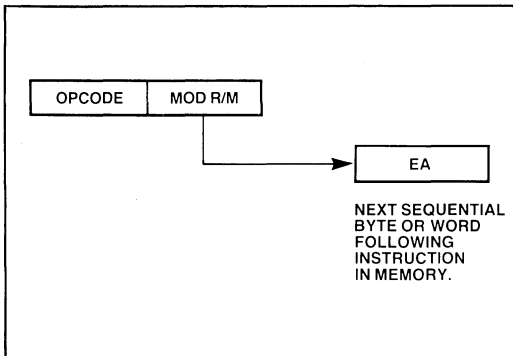 OPCODE MOD R/M
EA
NEXT SEQUENTIAL
BYTE OR WORD
FOLLOWING
INSTRUCTION
IN MEMORY.